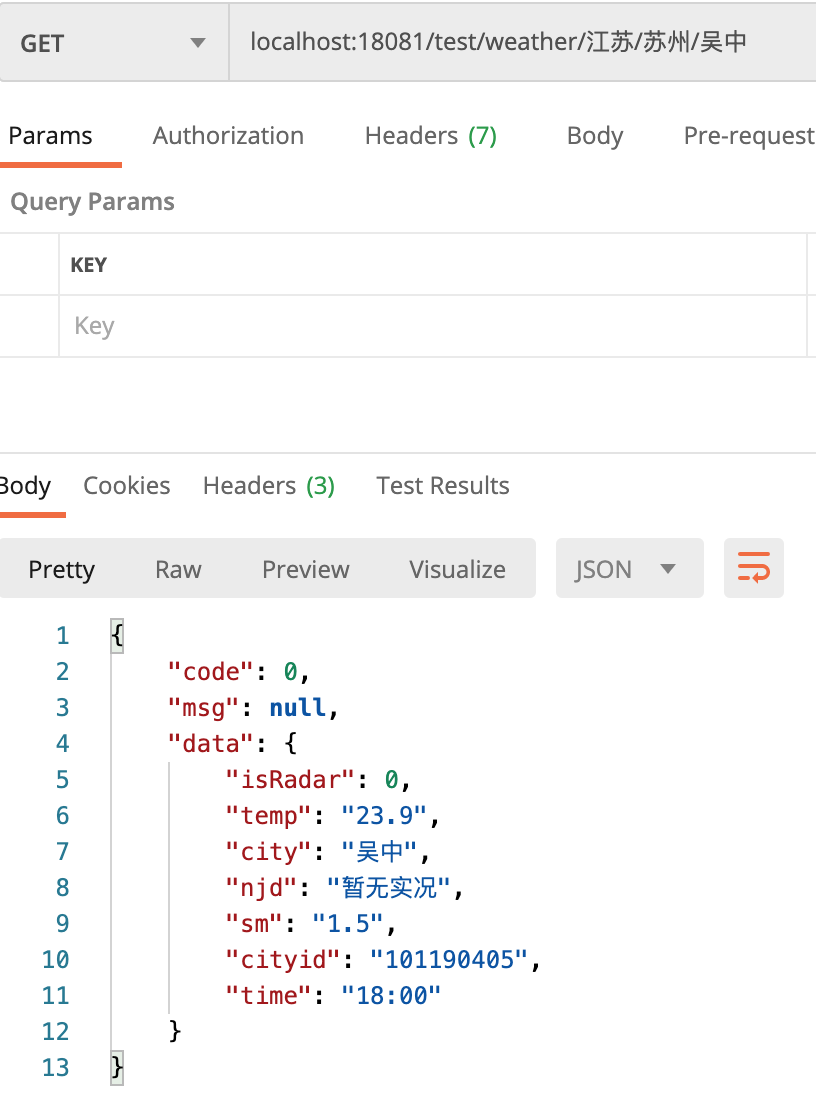 GET localhost:18081/test/weather/江苏/苏州/吴中
Params Authorization Headers (7) Body Pre-request
Query Params
KEY
Key
Body Cookies Headers (3) Test Results
Pretty Raw Preview Visualize JSON
1 {
2 "code": 0,
3 "msg": null,
4 "data": {
5 "isRadar": 0,
6 "temp": "23.9",
7 "city": "吴中",
8 "njd": "暂无实况",
9 "sm": "1.5",
10 "cityid": "101190405",
11 "time": "18:00"
12 }
13 }